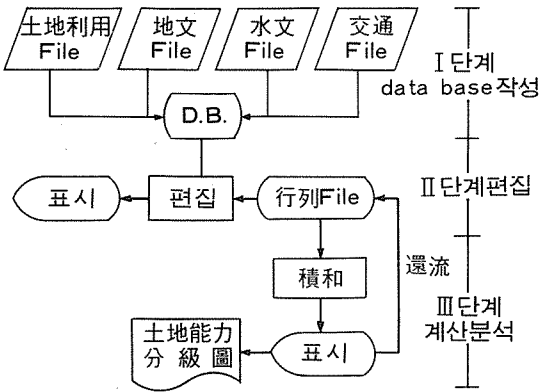 土地利用
File
地文
File
水文
File
交通
File
Ⅰ단계
data base작성
D.B.
표시
편집
行列File
Ⅱ단계편집
積和
還流
Ⅲ단계
계산분석
土地能力
分級圖
표시